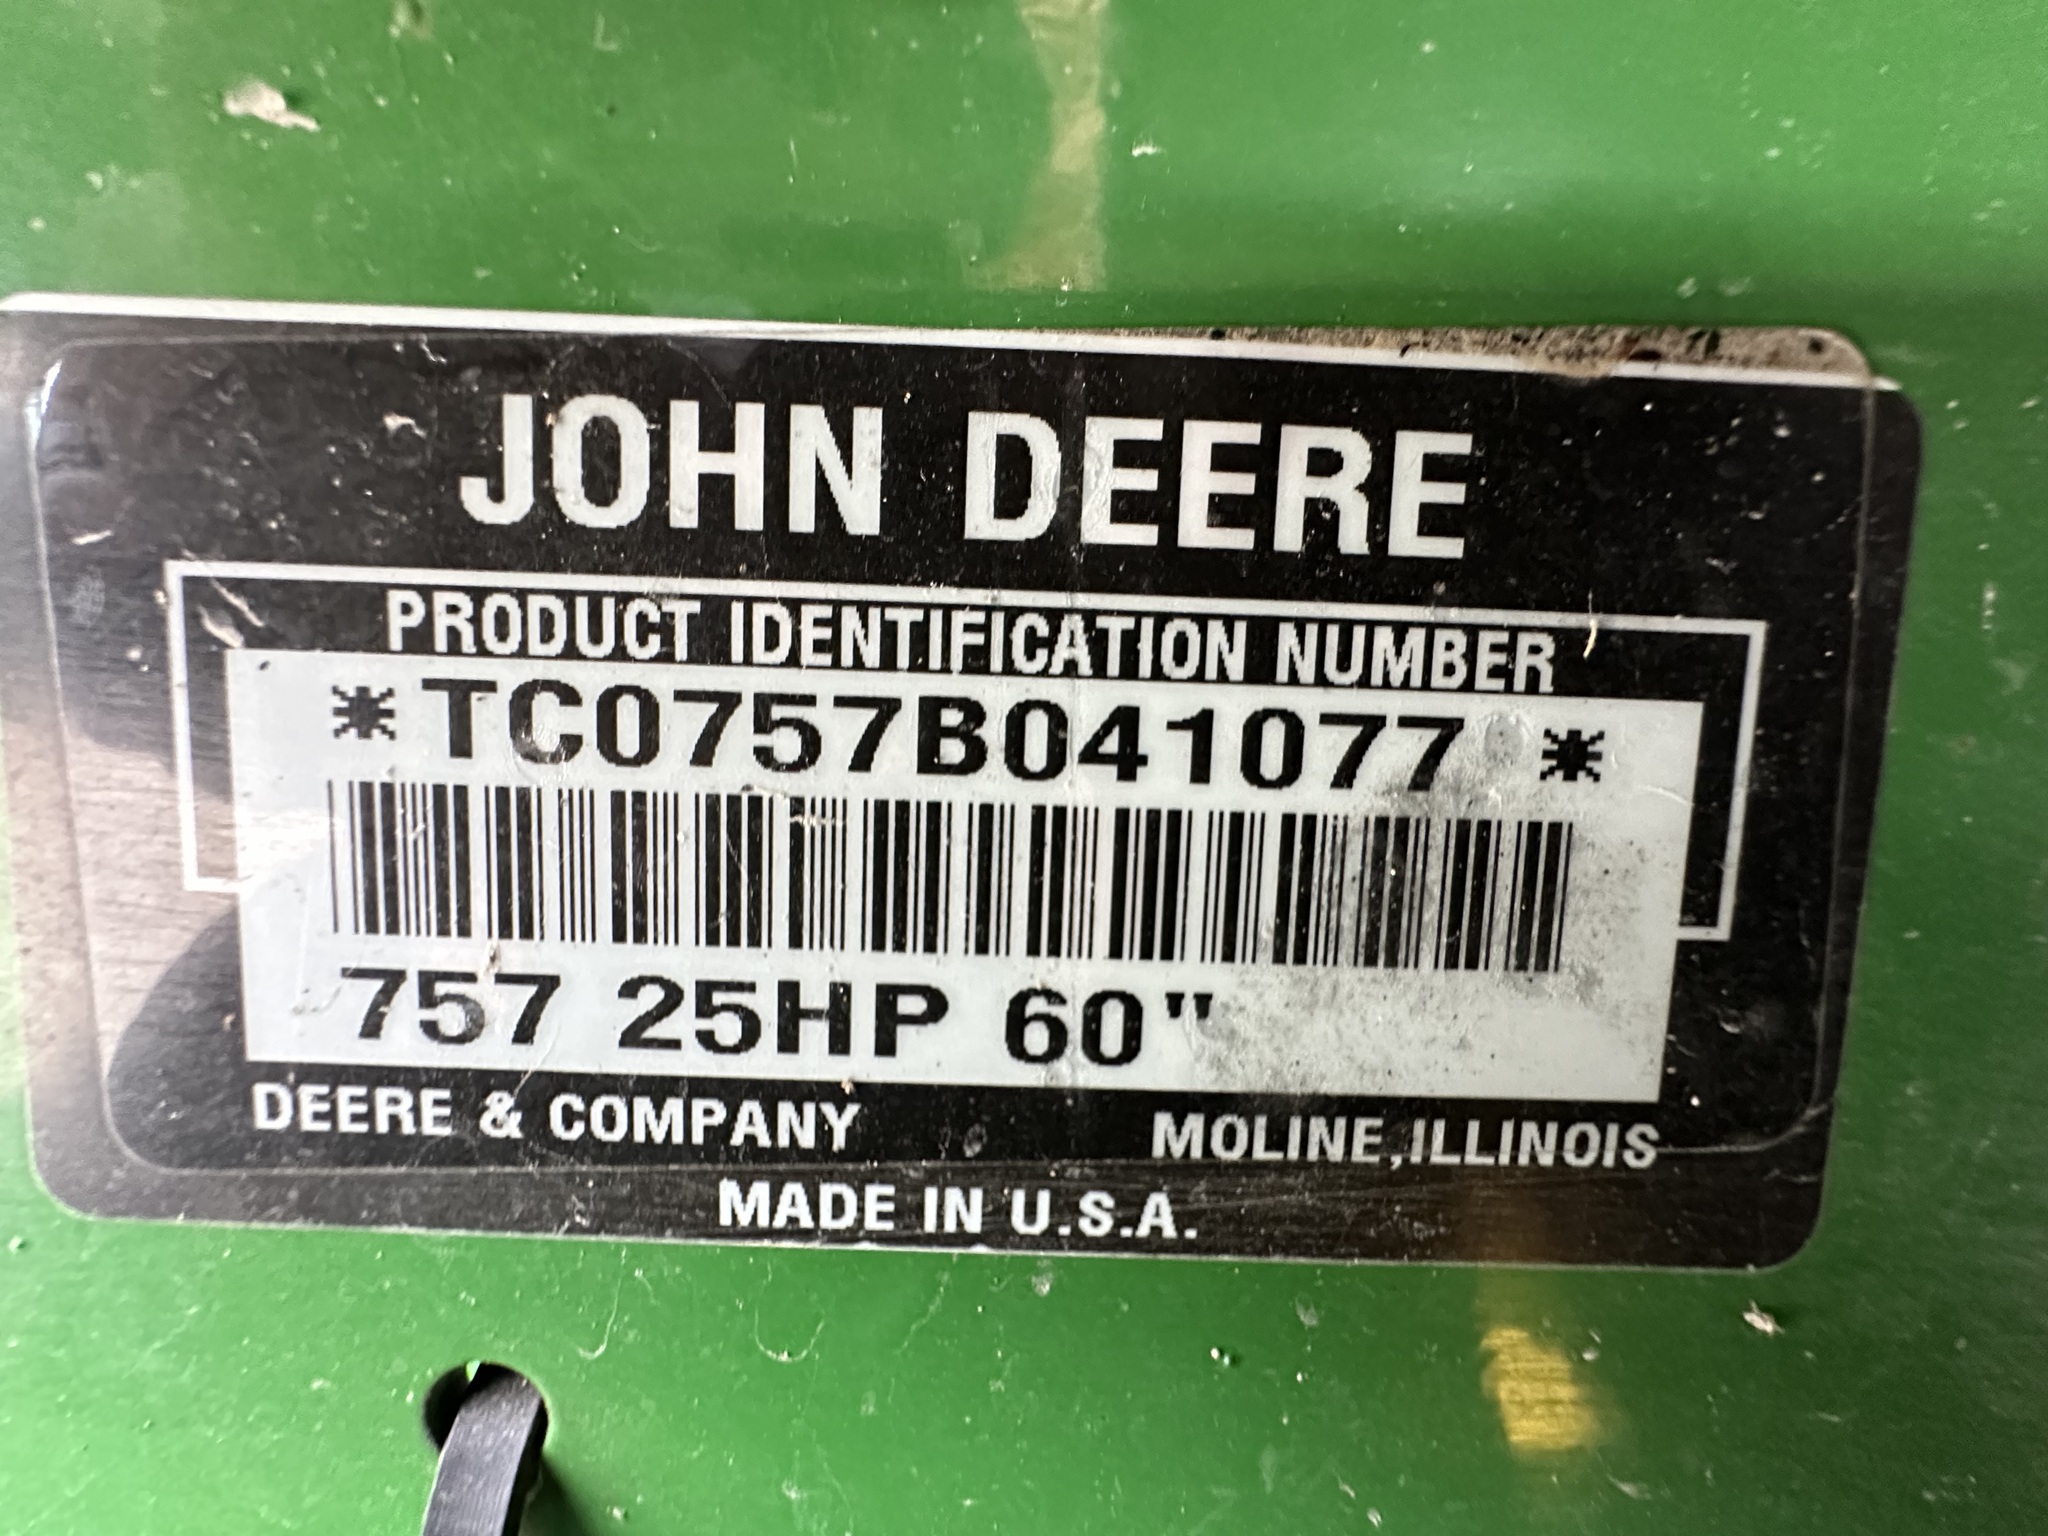 JOHN DEERE
PRODUCT IDENTIFICATION NUMBER
*TC0757B041077 *
757 25HP 60"
DEERE & COMPANY MOLINE,ILLINOIS
MADE IN U.S.A.